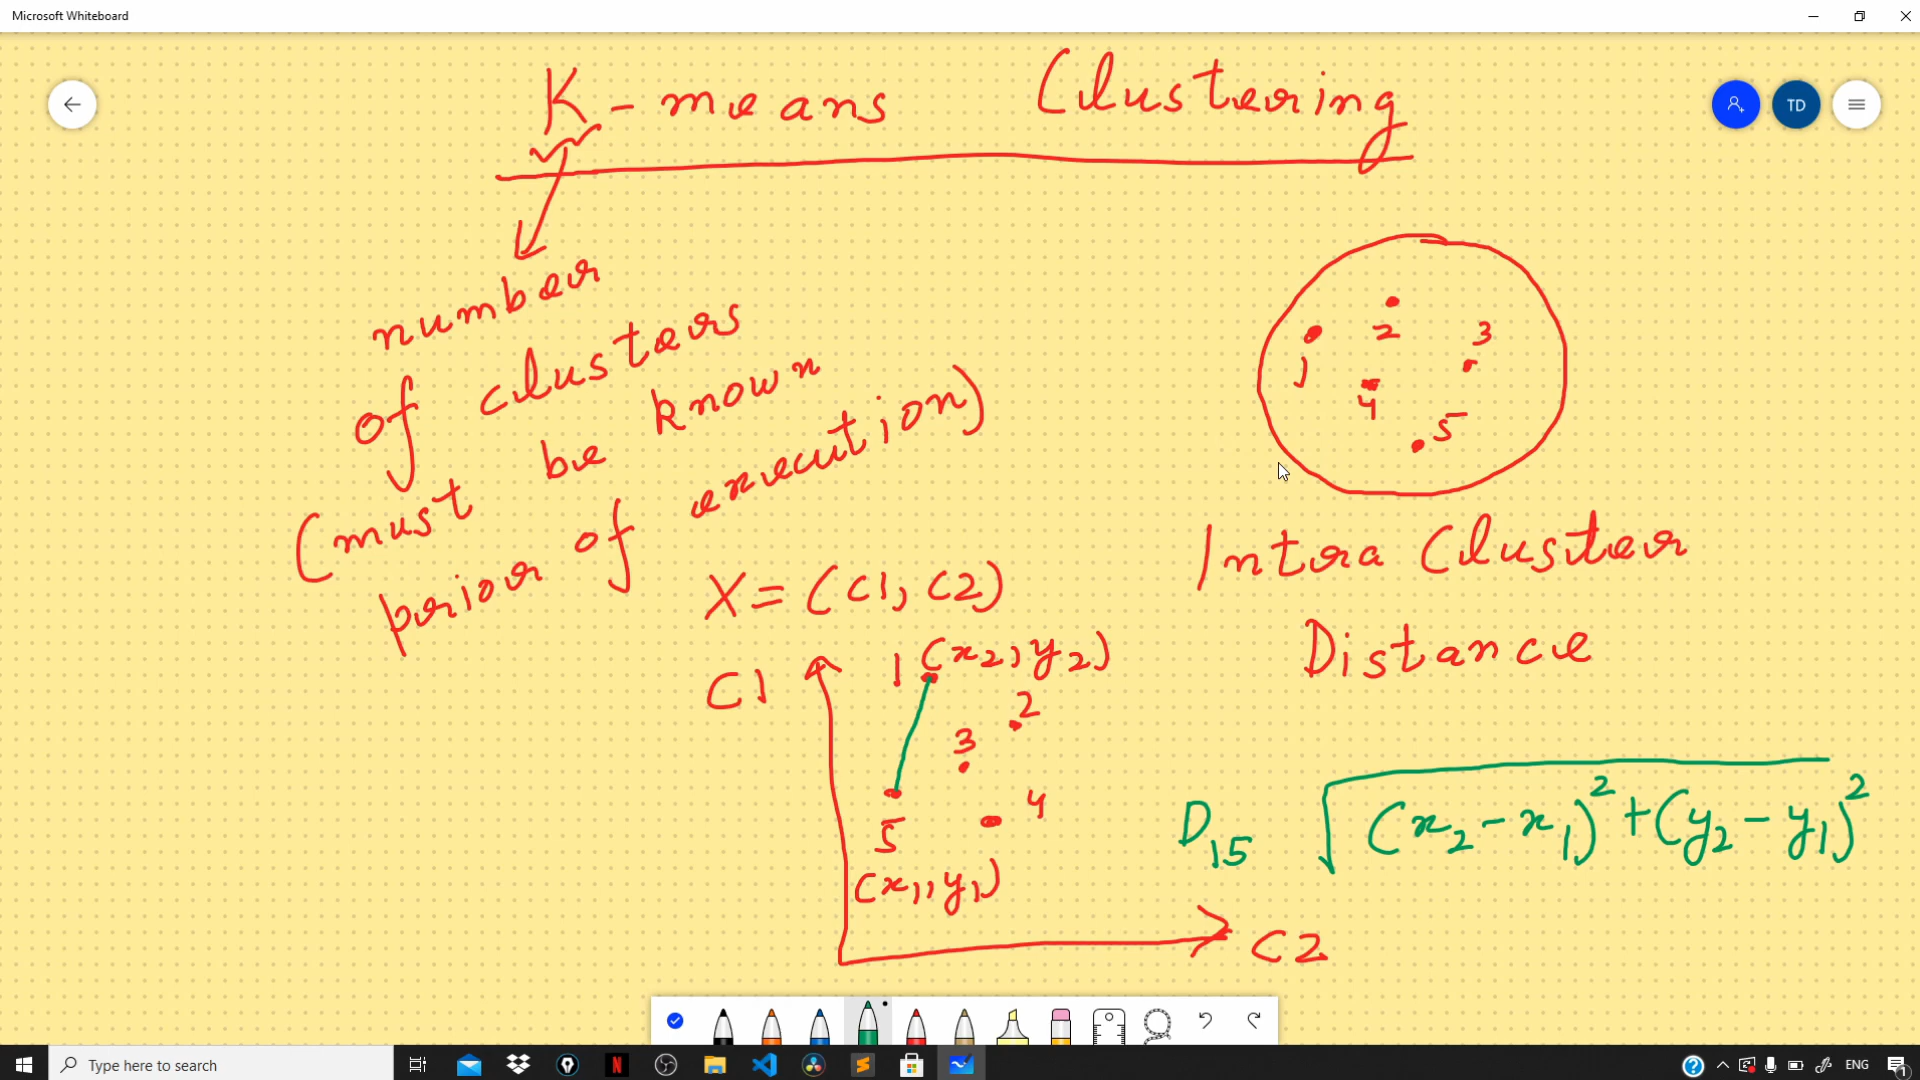 Microsoft Whiteboard
K-means Clustering
TD
number
of clusters
(must be known
prior of execution)
1
2
3
4
5
Intra Cluster
Distance
X = (C1, C2)
C1
1 (x2, y2)
2
3
4
5
(x1, y1)
C2
D15 √(x2 - x1)² + (y2 - y1)²
Type here to search
N
ENG
1